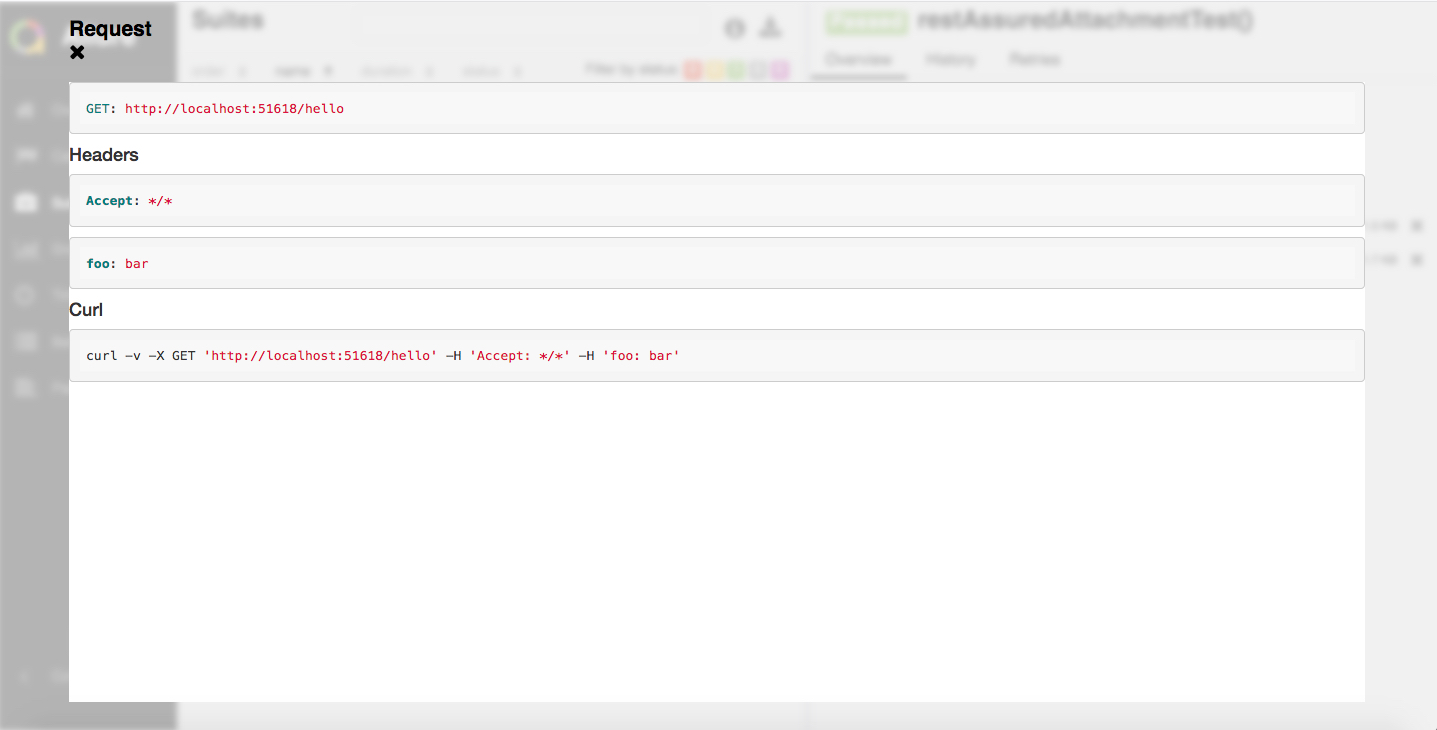 Suites
Passed restAssuredAttachmentTest()
Request
Overview History Retries
order name duration status Filter by status:
GET: http://localhost:51618/hello
Headers
Accept: */*
foo: bar
Curl
curl -v -X GET 'http://localhost:51618/hello' -H 'Accept: */*' -H 'foo: bar'